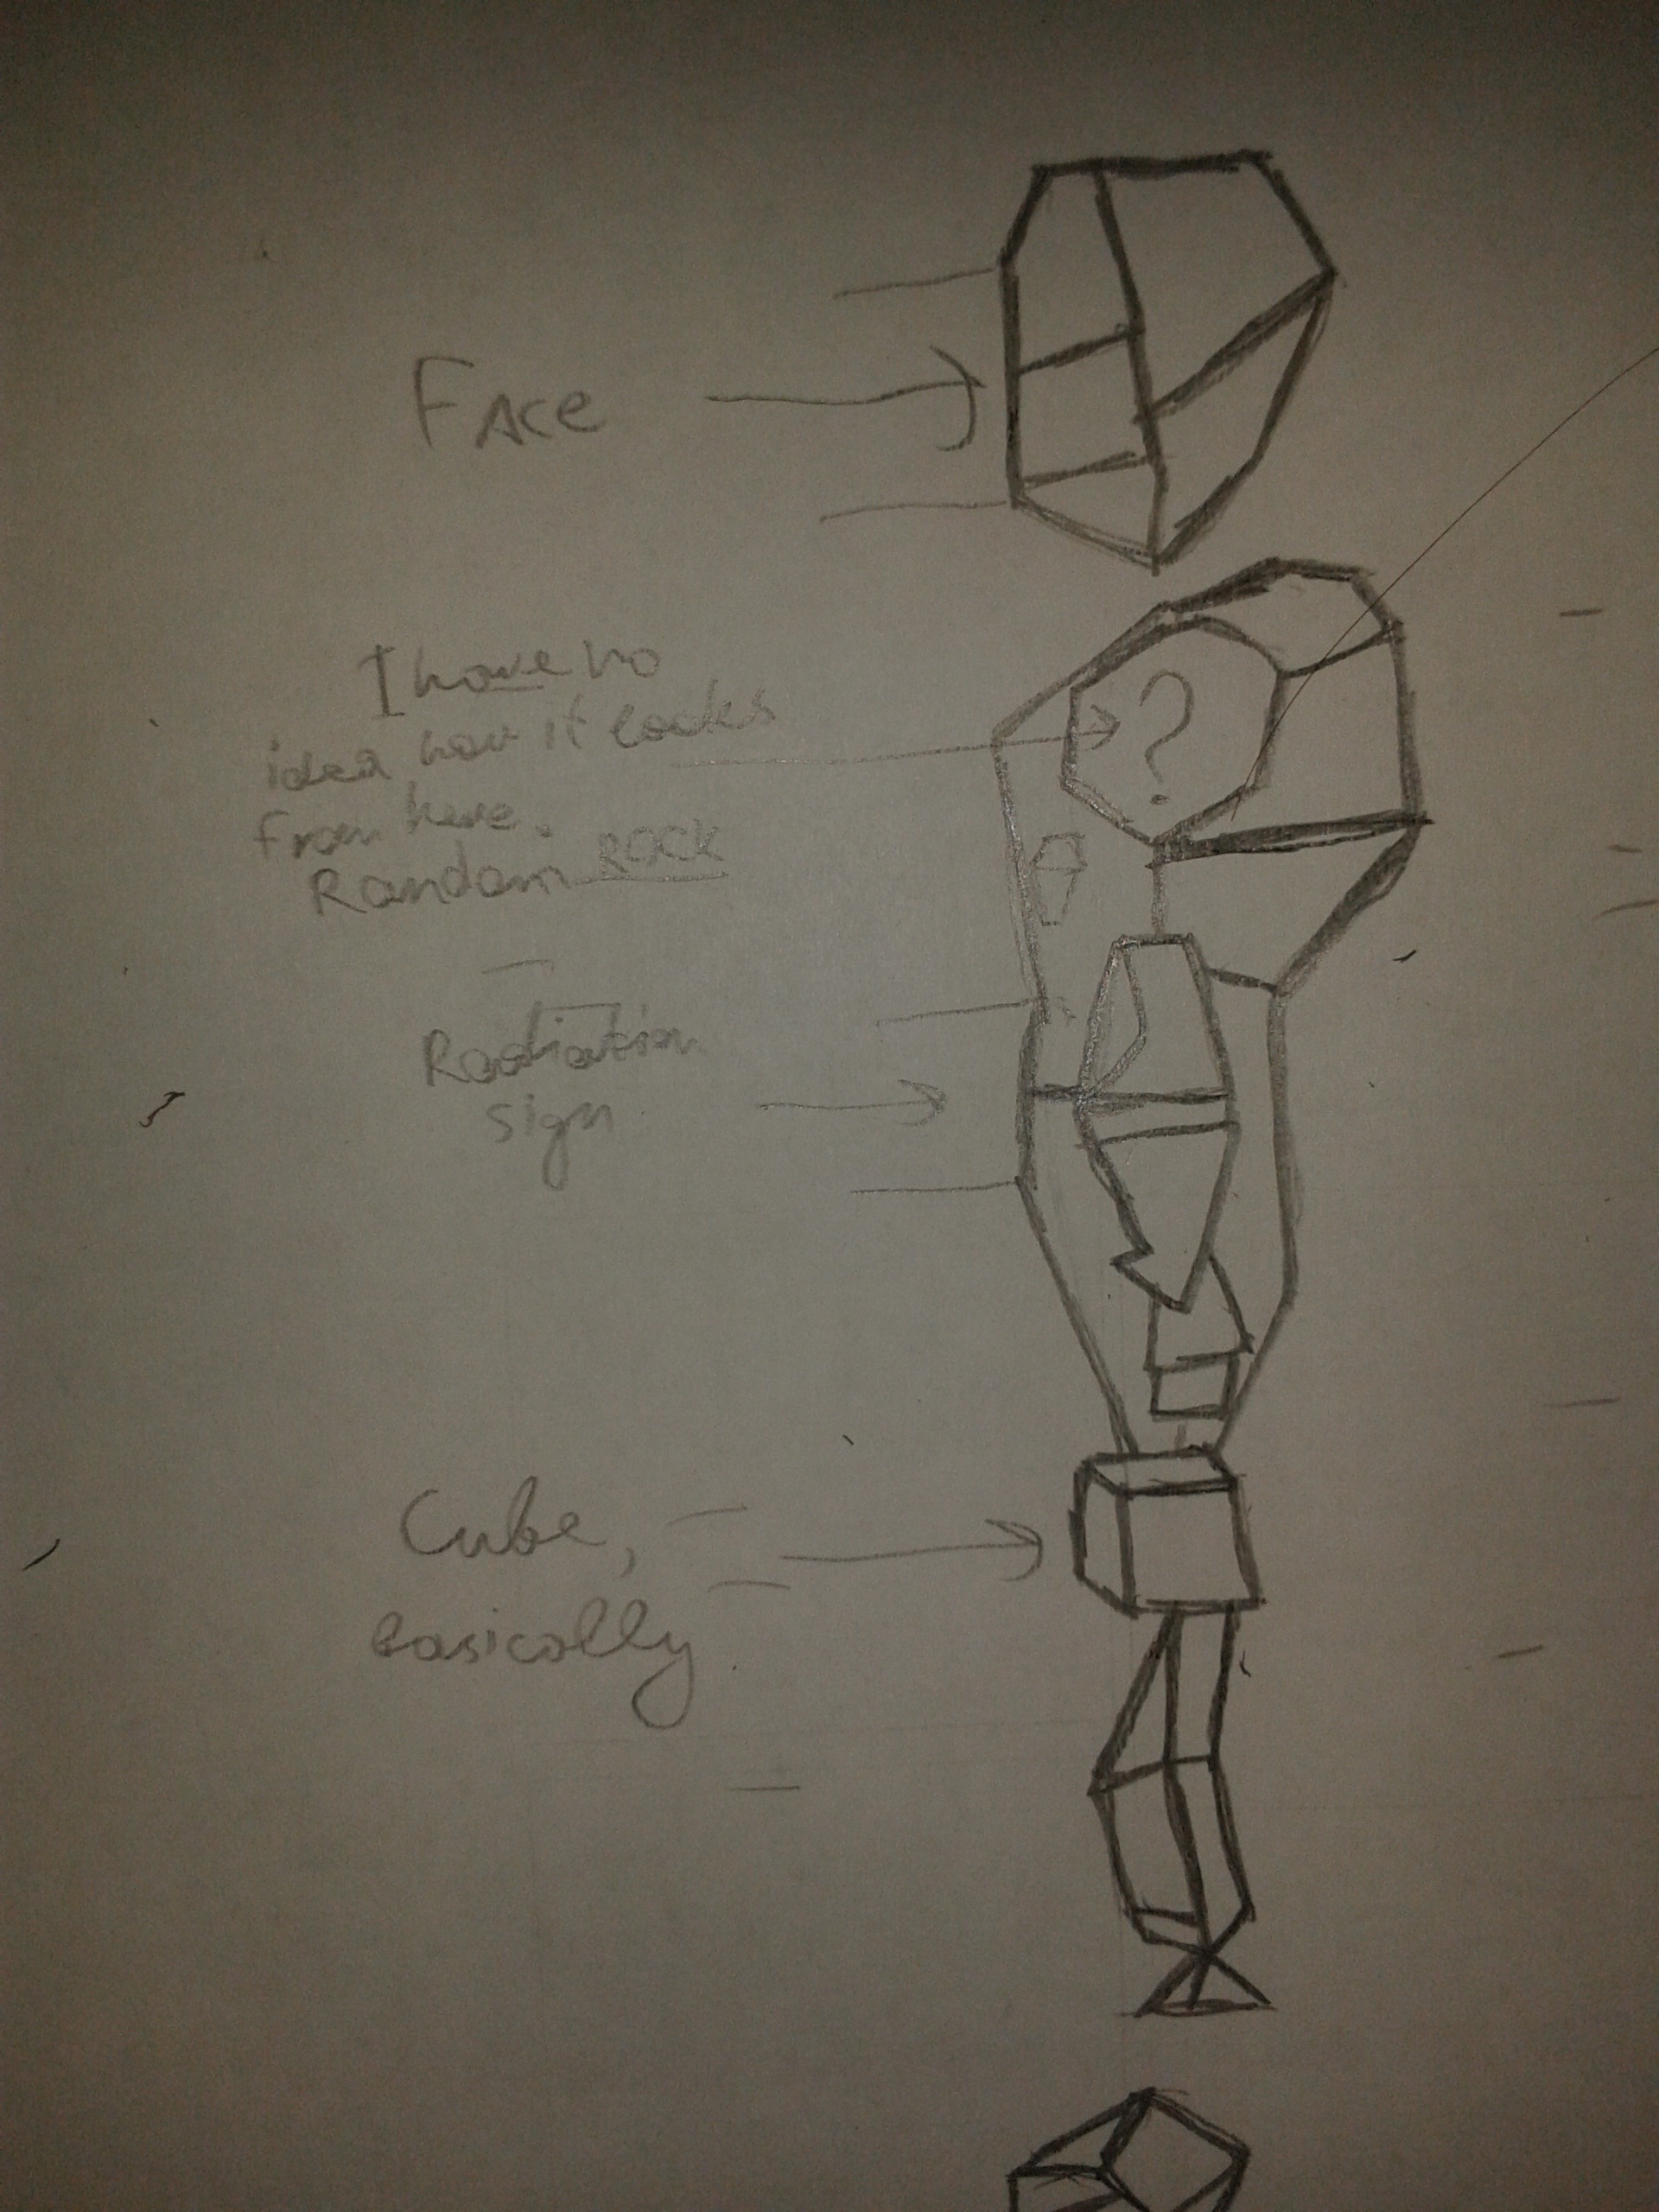 FAce
I have no
idea how it looks
from here.
Random ROCK
?
Radiation
sign
Cube,
basically